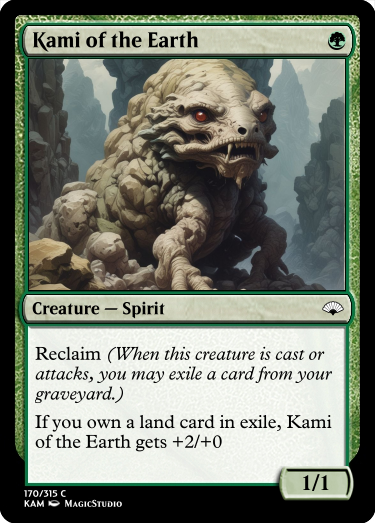 Kami of the Earth
Creature — Spirit
Reclaim (When this creature is cast or
attacks, you may exile a card from your
graveyard.)
If you own a land card in exile, Kami
of the Earth gets +2/+0
1/1
170/315 C
KAM MagicStudio